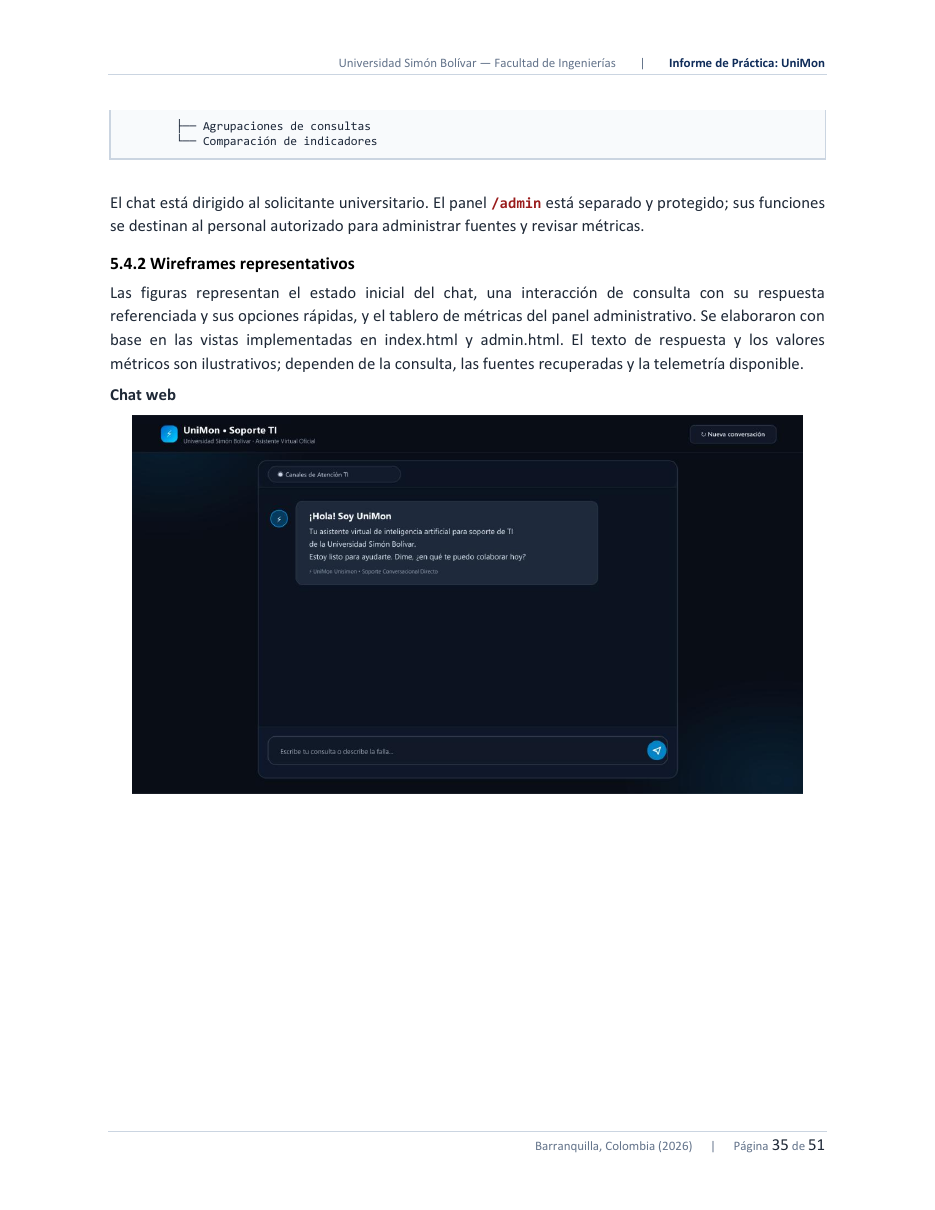 Universidad Simón Bolívar — Facultad de Ingenierías | Informe de Práctica: UniMon
├── Agrupaciones de consultas
└── Comparación de indicadores
El chat está dirigido al solicitante universitario. El panel /admin está separado y protegido; sus funciones
se destinan al personal autorizado para administrar fuentes y revisar métricas.
5.4.2 Wireframes representativos
Las figuras representan el estado inicial del chat, una interacción de consulta con su respuesta
referenciada y sus opciones rápidas, y el tablero de métricas del panel administrativo. Se elaboraron con
base en las vistas implementadas en index.html y admin.html. El texto de respuesta y los valores
métricos son ilustrativos; dependen de la consulta, las fuentes recuperadas y la telemetría disponible.
Chat web
UniMon • Soporte TI
Universidad Simón Bolívar · Asistente Virtual Oficial
↻ Nueva conversación
Canales de Atención TI
¡Hola! Soy UniMon
Tu asistente virtual de inteligencia artificial para soporte de TI
de la Universidad Simón Bolívar.
Estoy listo para ayudarte. Dime, ¿en qué te puedo colaborar hoy?
UniMon Unisimon • Soporte Conversacional Directo
Escribe tu consulta o describe la falla...
Barranquilla, Colombia (2026) | Página 35 de 51